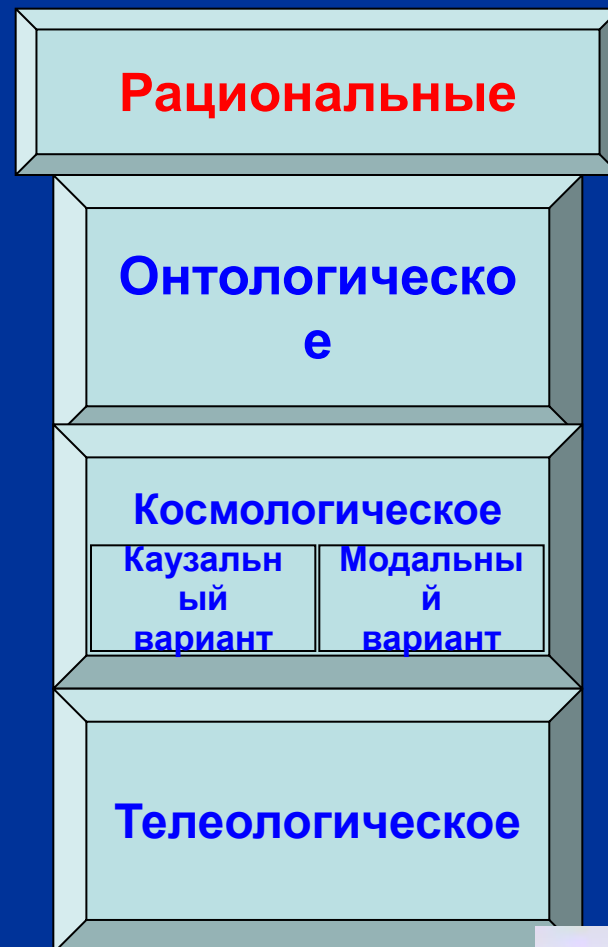 Рациональные
Онтологическо
е
Космологическое
Каузальн
ый
вариант
Модальны
й
вариант
Телеологическое